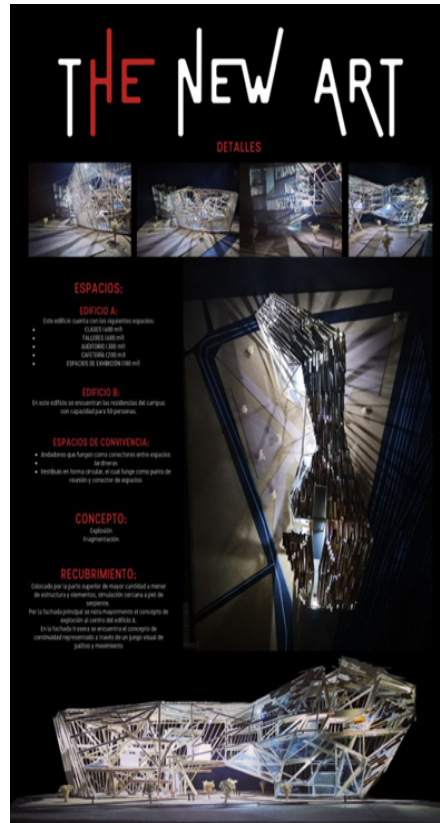 THE NEW ART
DETALLES
ESPACIOS:
EDIFICIO A:
Este edificio cuenta con los siguientes espacios:
CLASES (400 m²)
TALLERES (400 m²)
AUDITORIO (300 m²)
CAFETERÍA (200 m²)
ESPACIOS DE EXHIBICIÓN (100 m²)
EDIFICIO B:
En este edificio se encuentran las residencias del campus
con capacidad para 50 personas.
ESPACIOS DE CONVIVENCIA:
Andadores que fungen como conectores entre espacios
Jardineras
Vestíbulo en forma circular, el cual funge como punto de
reunión y conector de espacios
CONCEPTO:
Explosión
Fragmentación
RECUBRIMIENTO:
Colocado por la parte superior de mayor cantidad a menor
de estructura y elementos, simulación cercana a piel de
serpiente.
Por la fachada principal se nota mayormente el concepto de
explosión al centro del edificio A.
En la fachada trasera se encuentra el concepto de
continuidad representado a través de un juego visual de
palitos y movimiento